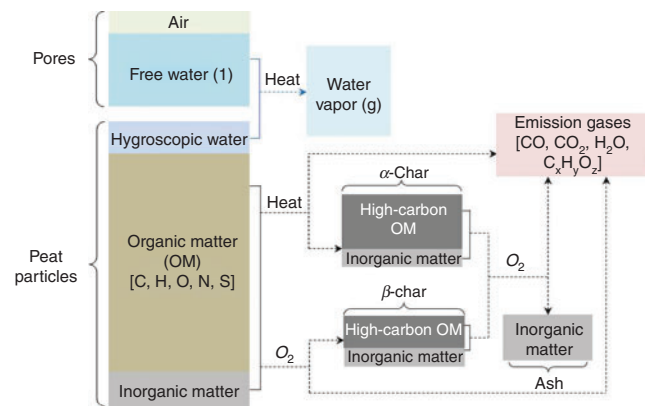 Air
Pores
Free water (1)
Heat
Water
vapor (g)
Hygroscopic water
Emission gases
[CO, CO₂, H₂O,
CₓHᵧO_z]
Peat
particles
Organic matter
(OM)
[C, H, O, N, S]
Heat
α-Char
High-carbon
OM
Inorganic matter
O₂
β-char
High-carbon OM
Inorganic matter
O₂
Inorganic matter
Inorganic
matter
Ash